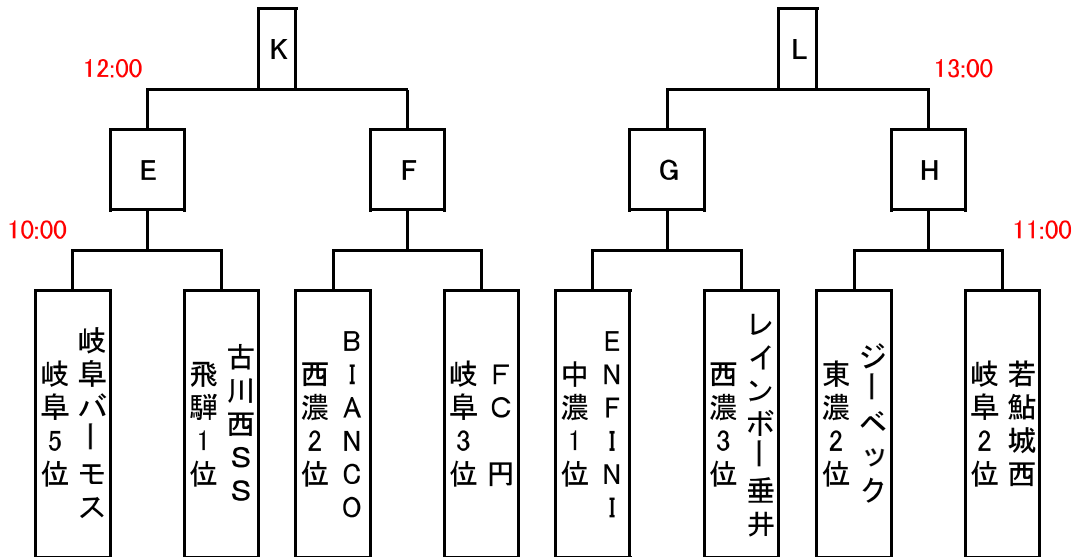 K
L
12:00
13:00
E
F
G
H
10:00
11:00
岐阜バーモス
岐阜5位
古川西SS
飛騨1位
BIANCO
西濃2位
FC 円
岐阜3位
ENFINI
中濃1位
レインボー垂井
西濃3位
ジーベック
東濃2位
若鮎城西
岐阜2位